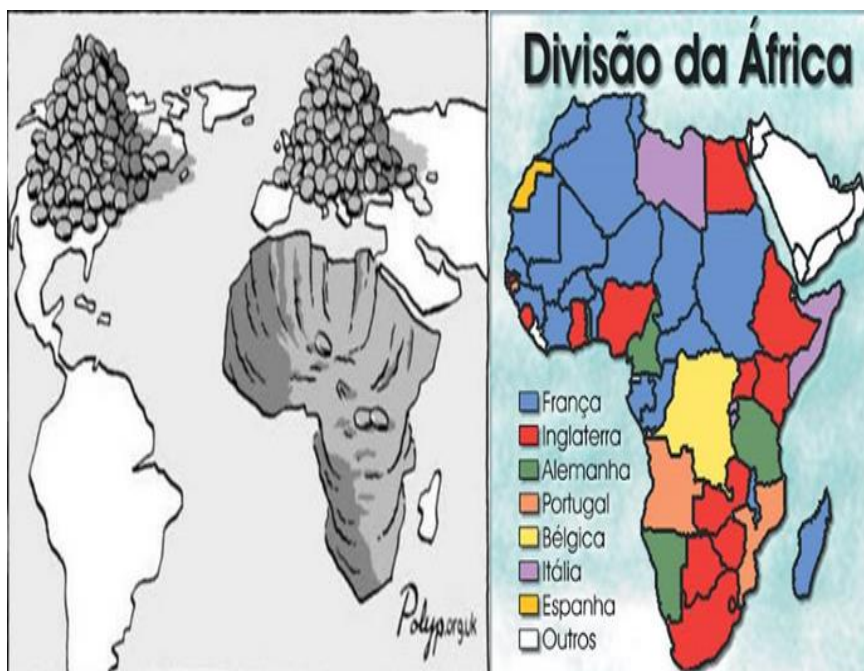 Polyp.org.uk
Divisão da África
França
Inglaterra
Alemanha
Portugal
Bélgica
Itália
Espanha
Outros